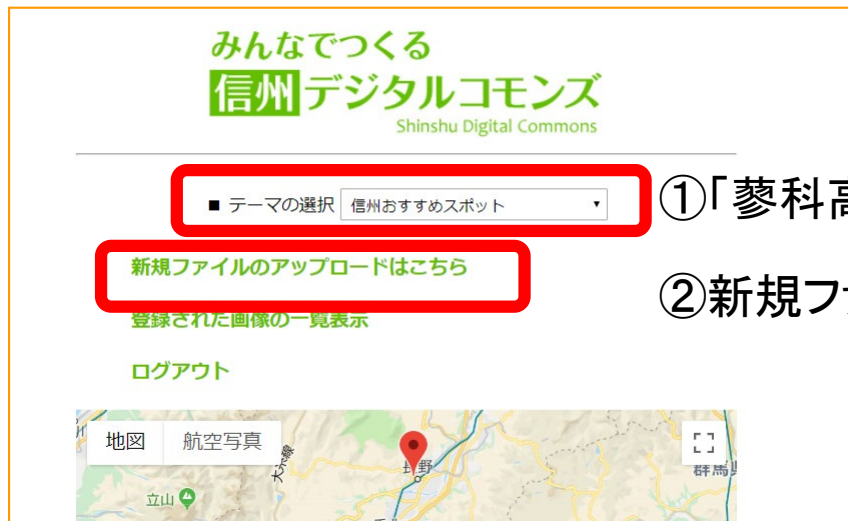 みんなでつくる
信州デジタルコモンズ
Shinshu Digital Commons
■ テーマの選択 信州おすすめスポット
①「蓼科高
新規ファイルのアップロードはこちら
②新規フ
登録された画像の一覧表示
ログアウト
地図 航空写真
長野
群馬県
立山